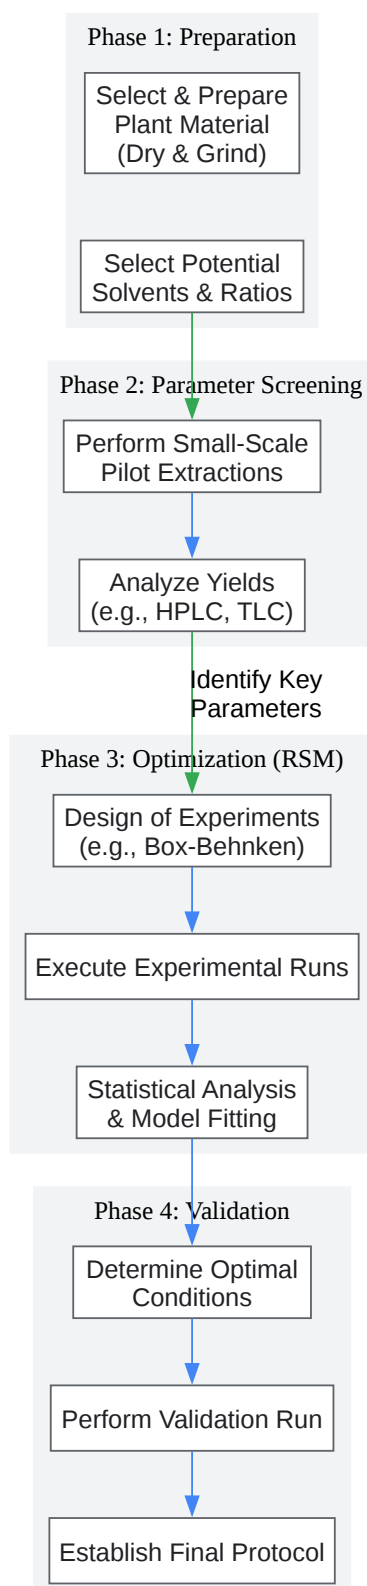 Phase 1: Preparation
Select & Prepare
Plant Material
(Dry & Grind)
Select Potential
Solvents & Ratios
Phase 2: Parameter Screening
Perform Small-Scale
Pilot Extractions
Analyze Yields
(e.g., HPLC, TLC)
Identify Key
Parameters
Phase 3: Optimization (RSM)
Design of Experiments
(e.g., Box-Behnken)
Execute Experimental Runs
Statistical Analysis
& Model Fitting
Phase 4: Validation
Determine Optimal
Conditions
Perform Validation Run
Establish Final Protocol